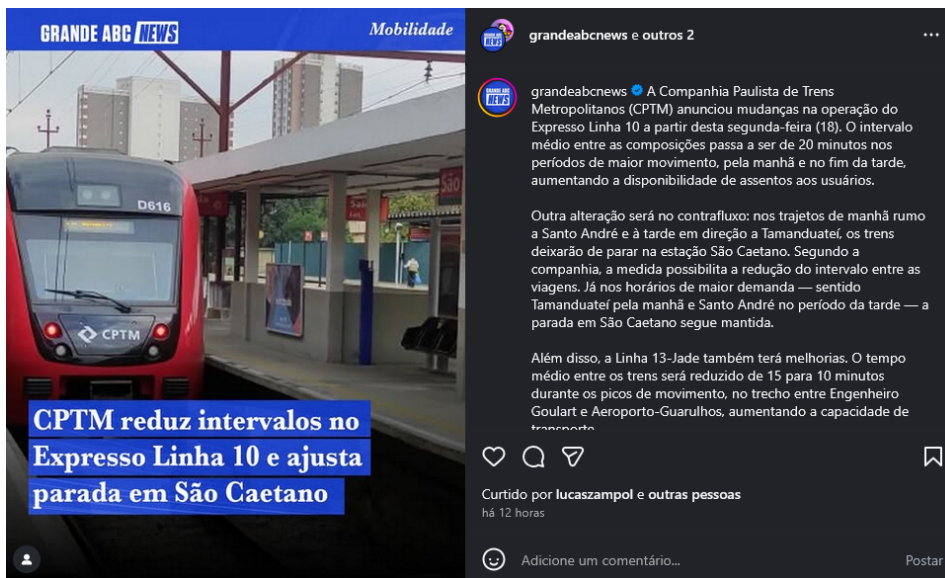 GRANDE ABC NEWS
Mobilidade
D616
CPTM
São
CPTM reduz intervalos no
Expresso Linha 10 e ajusta
parada em São Caetano
grandeabcnews e outros 2
grandeabcnews A Companhia Paulista de Trens
Metropolitanos (CPTM) anunciou mudanças na operação do
Expresso Linha 10 a partir desta segunda-feira (18). O intervalo
médio entre as composições passa a ser de 20 minutos nos
períodos de maior movimento, pela manhã e no fim da tarde,
aumentando a disponibilidade de assentos aos usuários.
Outra alteração será no contrafluxo: nos trajetos de manhã rumo
a Santo André e à tarde em direção a Tamanduateí, os trens
deixarão de parar na estação São Caetano. Segundo a
companhia, a medida possibilita a redução do intervalo entre as
viagens. Já nos horários de maior demanda — sentido
Tamanduateí pela manhã e Santo André no período da tarde — a
parada em São Caetano segue mantida.
Além disso, a Linha 13-Jade também terá melhorias. O tempo
médio entre os trens será reduzido de 15 para 10 minutos
durante os picos de movimento, no trecho entre Engenheiro
Goulart e Aeroporto-Guarulhos, aumentando a capacidade de
transporte
Curtido por lucaszampol e outras pessoas
há 12 horas
Adicione um comentário...
Postar